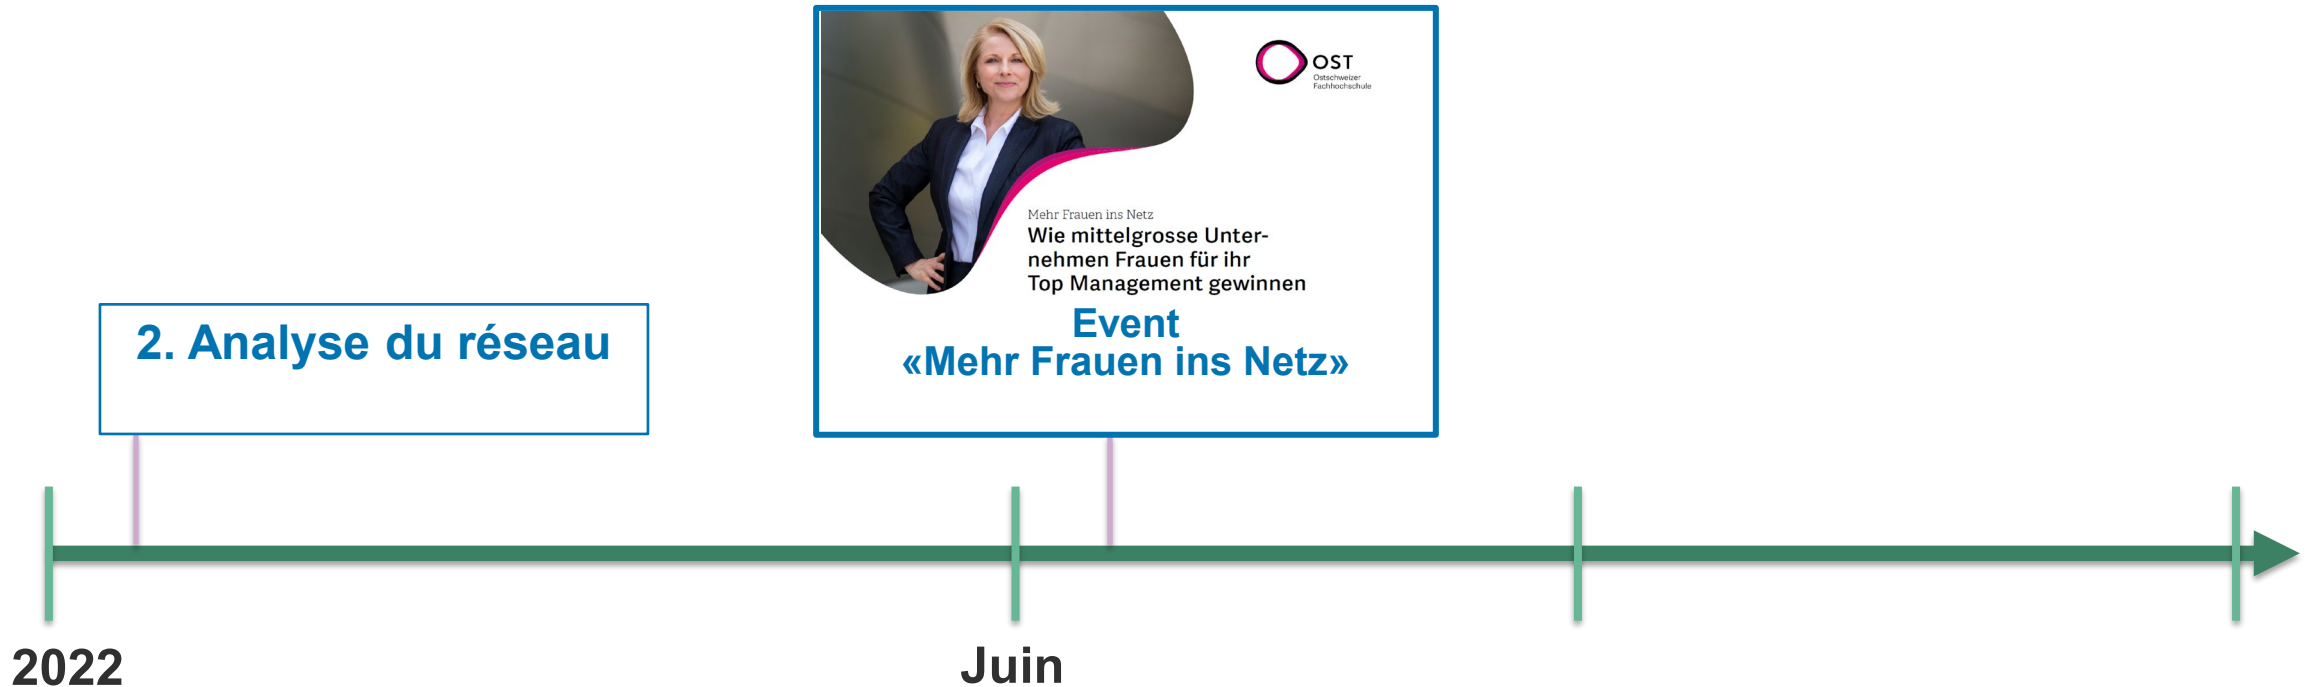 OST
Ostschweizer
Fachhochschule
Mehr Frauen ins Netz
Wie mittelgrosse Unter-
nehmen Frauen für ihr
Top Management gewinnen
Event
«Mehr Frauen ins Netz»
2. Analyse du réseau
2022
Juin